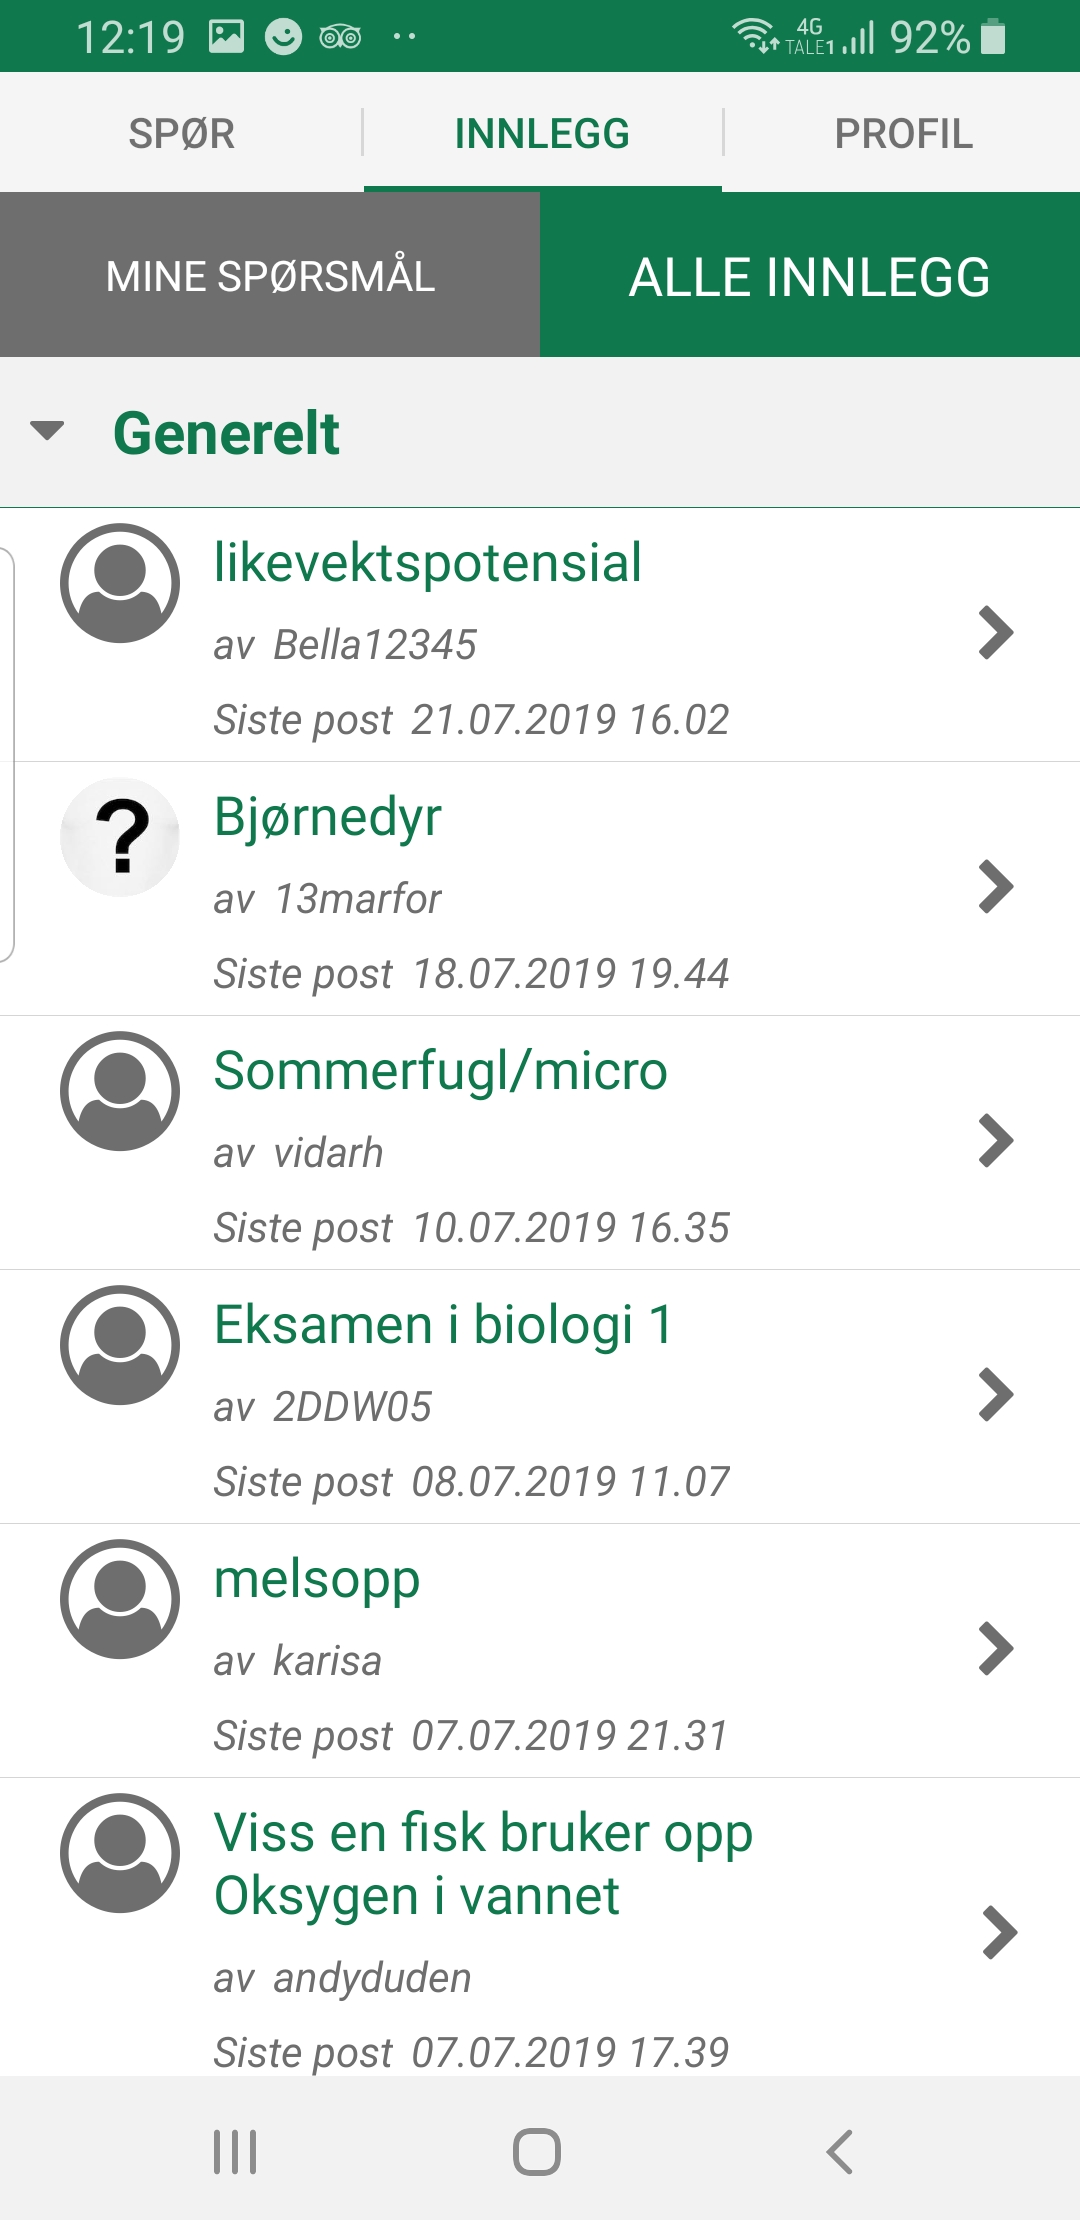 12:19
4G
TALE1
92%
SPØR
INNLEGG
PROFIL
MINE SPØRSMÅL
ALLE INNLEGG
Generelt
likevektspotensial
av Bella12345
Siste post 21.07.2019 16.02
?
Bjørnedyr
av 13marfor
Siste post 18.07.2019 19.44
Sommerfugl/micro
av vidarh
Siste post 10.07.2019 16.35
Eksamen i biologi 1
av 2DDW05
Siste post 08.07.2019 11.07
melsopp
av karisa
Siste post 07.07.2019 21.31
Viss en fisk bruker opp
Oksygen i vannet
av andyduden
Siste post 07.07.2019 17.39